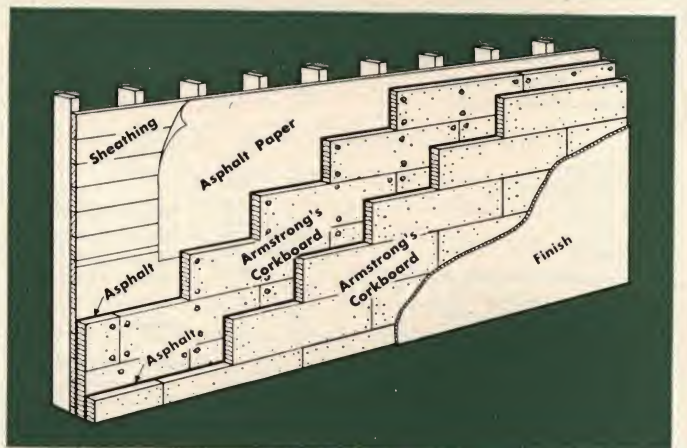 Sheathing
Asphalt Paper
Asphalt
Armstrong's
Corkboard
Armstrong's
Corkboard
Asphalt
Finish